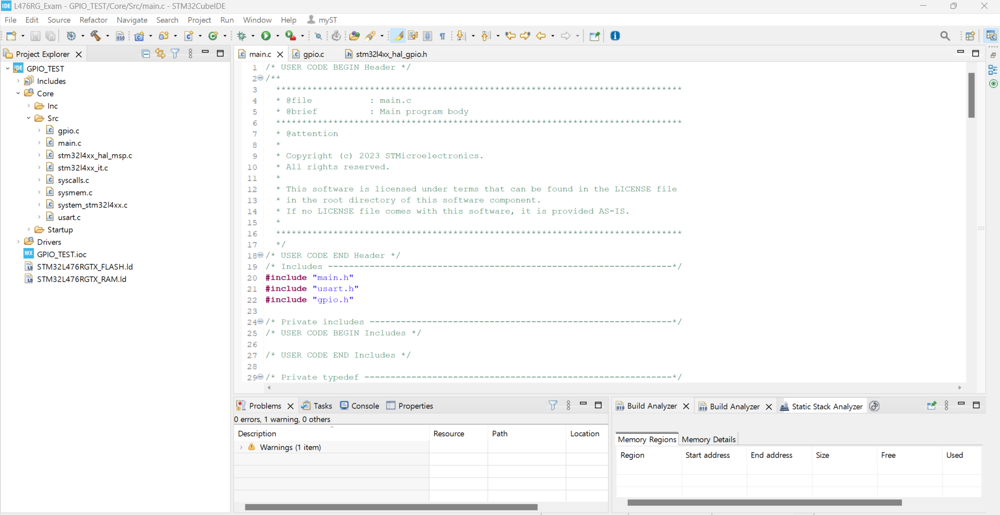 IDE L476RG_Exam - GPIO_TEST/Core/Src/main.c - STM32CubeIDE
File Edit Source Refactor Navigate Search Project Run Window Help myST
Project Explorer
GPIO_TEST
Includes
Core
Inc
Src
gpio.c
main.c
stm32l4xx_hal_msp.c
stm32l4xx_it.c
syscalls.c
sysmem.c
system_stm32l4xx.c
usart.c
Startup
Drivers
MX GPIO_TEST.ioc
STM32L476RGTX_FLASH.ld
STM32L476RGTX_RAM.ld
main.c gpio.c stm32l4xx_hal_gpio.h
1 /* USER CODE BEGIN Header */
2 /**
3 ******************************************************************************
4 * @file : main.c
5 * @brief : Main program body
6 ******************************************************************************
7 * @attention
8 *
9 * Copyright (c) 2023 STMicroelectronics.
10 * All rights reserved.
11 *
12 * This software is licensed under terms that can be found in the LICENSE file
13 * in the root directory of this software component.
14 * If no LICENSE file comes with this software, it is provided AS-IS.
15 *
16 ******************************************************************************
17 */
18 /* USER CODE END Header */
19 /* Includes ------------------------------------------------------------------*/
20 #include "main.h"
21 #include "usart.h"
22 #include "gpio.h"
23
24 /* Private includes ----------------------------------------------------------*/
25 /* USER CODE BEGIN Includes */
26
27 /* USER CODE END Includes */
28
29 /* Private typedef -----------------------------------------------------------*/
Problems Tasks Console Properties
0 errors, 1 warning, 0 others
Description Resource Path Location
Warnings (1 item)
Build Analyzer Build Analyzer Static Stack Analyzer
Memory Regions Memory Details
Region Start address End address Size Free Used